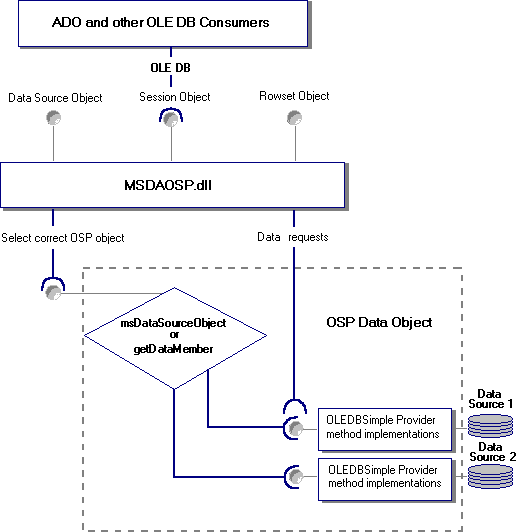 ADO and other OLE DB Consumers
OLE DB
Data Source Object
Session Object
Rowset Object
MSDAOSP.dll
Select correct OSP object
Data requests
msDataSourceObject
or
getDataMember
OSP Data Object
OLEDBSimple Provider
method implementations
Data
Source 1
OLEDBSimple Provider
method implementations
Data
Source 2